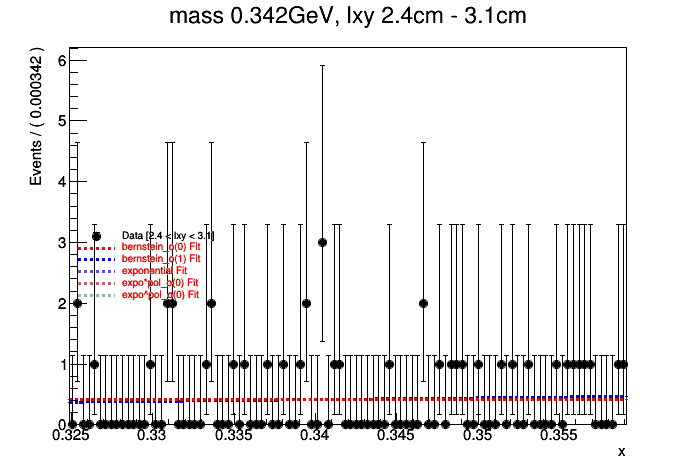 mass 0.342GeV, lxy 2.4cm - 3.1cm
Events / ( 0.000342 )
6
5
4
3
2
1
0
Data [2.4 < lxy < 3.1]
bernstein_o(0) Fit
bernstein_o(1) Fit
exponential Fit
expo*pol_o(0) Fit
expo^pol_o(0) Fit
0.325 0.33 0.335 0.34 0.345 0.35 0.355
x